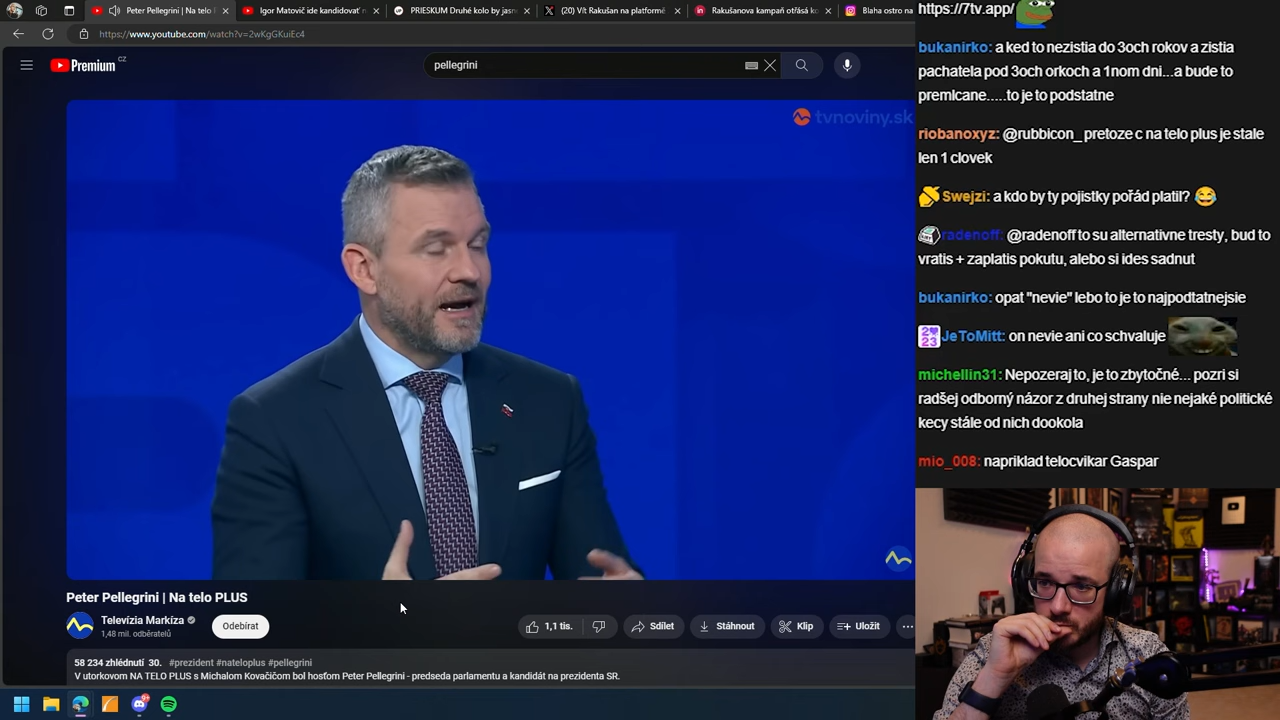 Peter Pellegrini | Na telo P
Igor Matovič ide kandidovať n
PRIESKUM Druhé kolo by jasn
(20) Vít Rakušan na platformě
Rakušanova kampaň otřásá ko
Blaha ostro na
https://www.youtube.com/watch?v=2wKgGKuiEc4
Premium CZ
pellegrini
tvnoviny.sk
Peter Pellegrini | Na telo PLUS
Televízia Markíza
1,48 mil. odběratelů
Odebírat
1,1 tis.
Sdílet
Stáhnout
Klip
Uložit
58 234 zhlédnutí 30. #prezident #nateloplus #pellegrini
V utorkovom NA TELO PLUS s Michalom Kovačičom bol hosťom Peter Pellegrini - predseda parlamentu a kandidát na prezidenta SR.
https://7tv.app/
bukanirko: a ked to nezistia do 3och rokov a zistia
pachatela pod 3och orkoch a 1nom dni...a bude to
premlcane.....to je to podstatne
riobanoxyz: @rubbicon_ pretoze c na telo plus je stale
len 1 clovek
Swejzi: a kdo by ty pojistky pořád platil? 😂
radenoff: @radenoff to su alternativne tresty, bud to
vratis + zaplatis pokutu, alebo si ides sadnut
bukanirko: opat "nevie" lebo to je to najpodtatnejsie
2 23 JeToMitt: on nevie ani co schvaluje
michellin31: Nepozeraj to, je to zbytočné... pozri si
radšej odborný názor z druhej strany nie nejaké politické
kecy stále od nich dookola
mio_008: napriklad telocvikar Gaspar